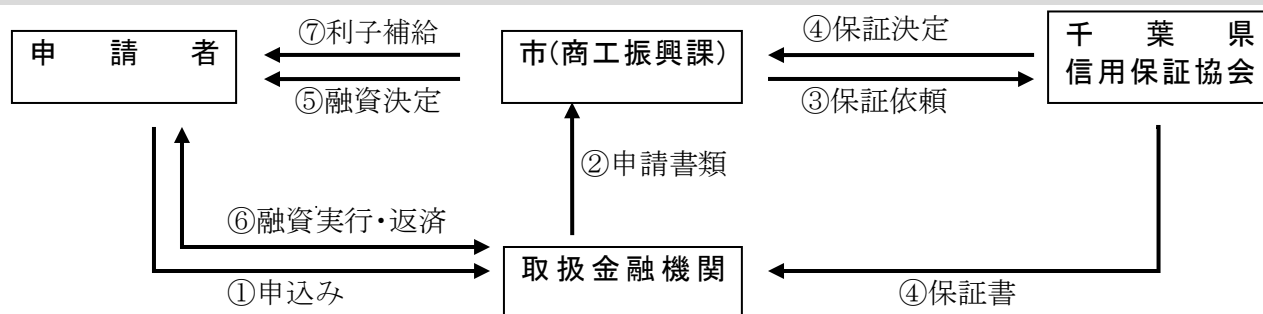 申請者
⑦利子補給
⑤融資決定
市(商工振興課)
④保証決定
③保証依頼
千葉県
信用保証協会
②申請書類
⑥融資実行・返済
①申込み
取扱金融機関
④保証書